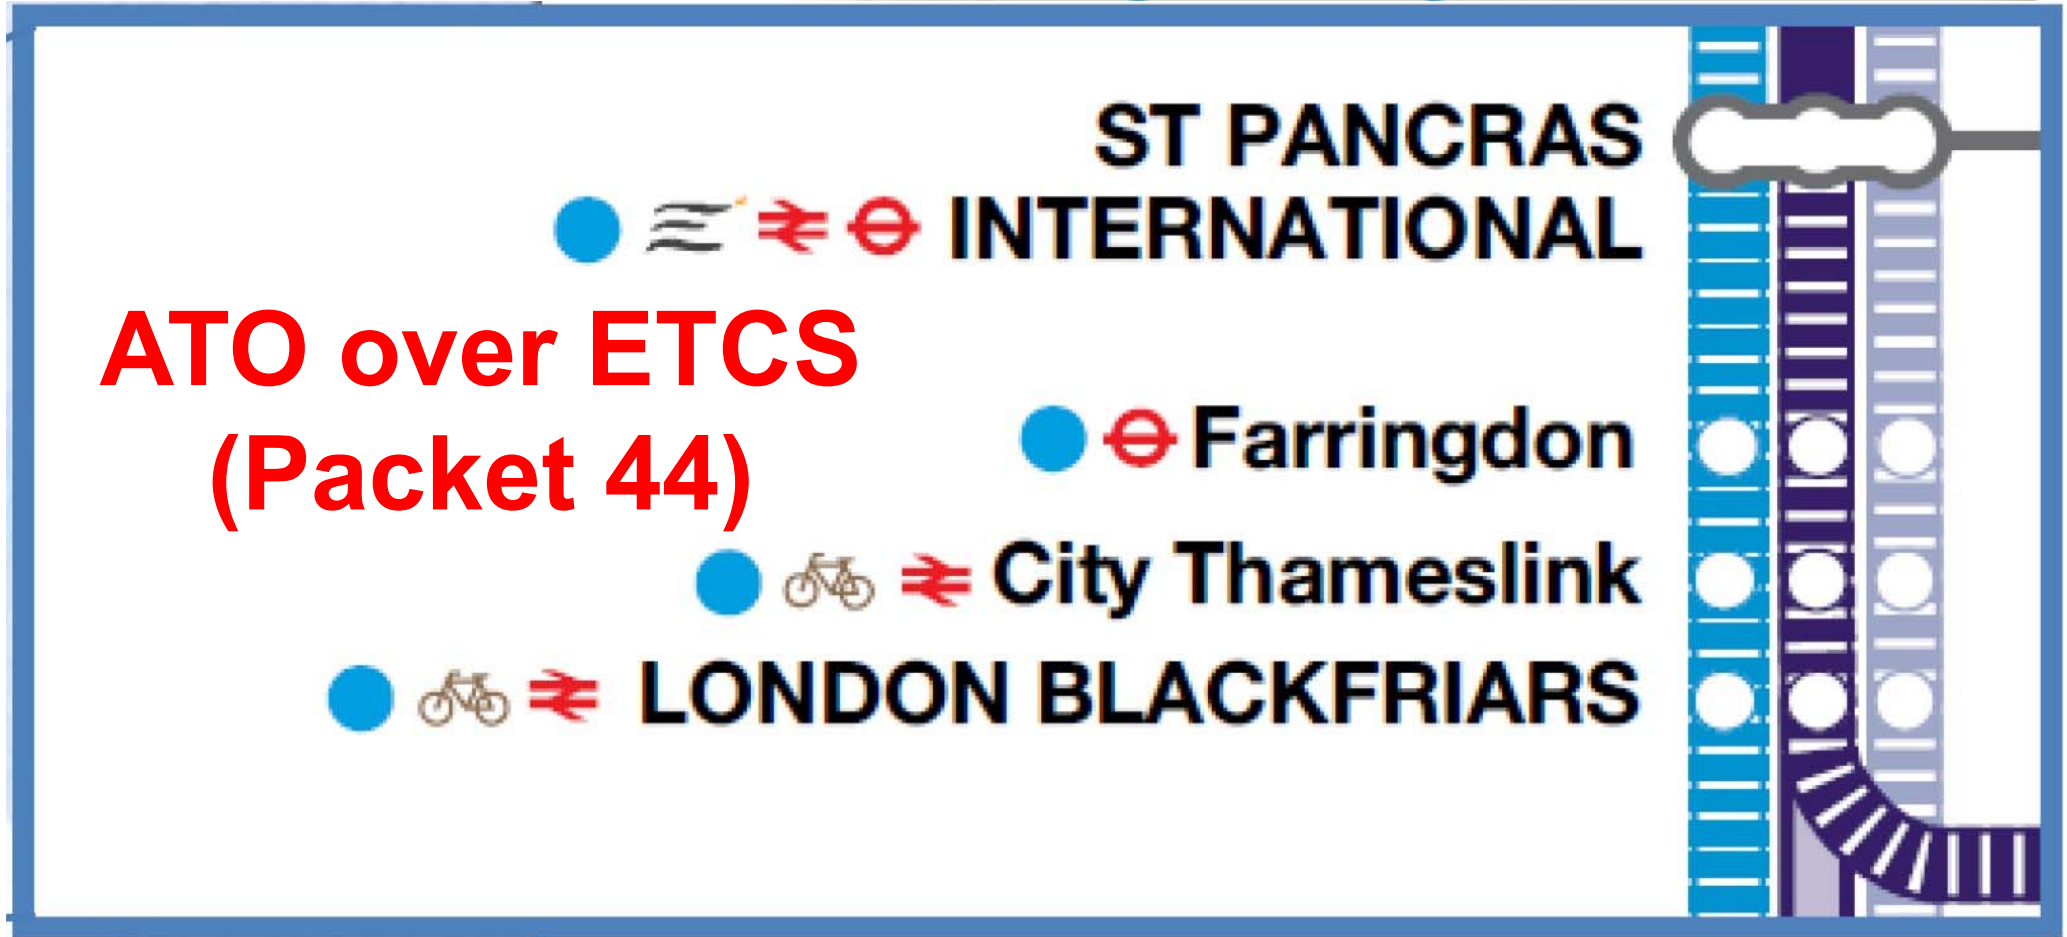 ST PANCRAS
INTERNATIONAL
ATO over ETCS
(Packet 44)
Farringdon
City Thameslink
LONDON BLACKFRIARS